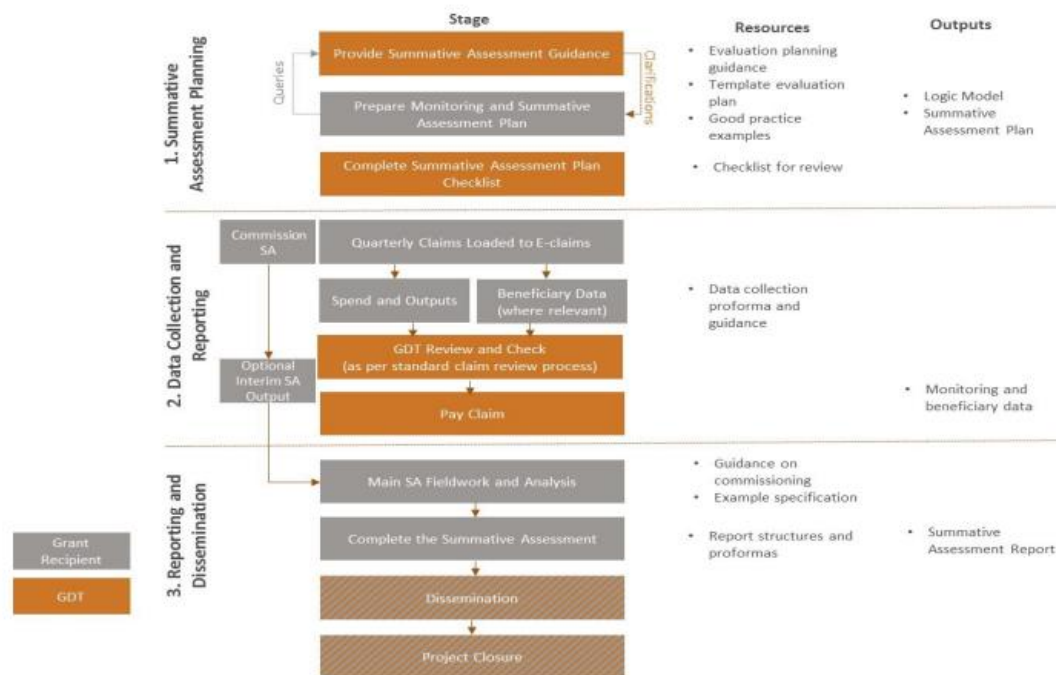 Stage
Resources
Outputs
1. Summative
Assessment Planning
Queries
Provide Summative Assessment Guidance
Clarifications
Prepare Monitoring and Summative
Assessment Plan
Complete Summative Assessment Plan
Checklist
• Evaluation planning
guidance
• Template evaluation
plan
• Good practice
examples
• Checklist for review
• Logic Model
• Summative
Assessment Plan
2. Data Collection and
Reporting
Commission
SA
Quarterly Claims Loaded to E-claims
Spend and Outputs
Beneficiary Data
(where relevant)
GDT Review and Check
(as per standard claim review process)
Optional
Interim SA
Output
Pay Claim
• Data collection
proforma and
guidance
• Monitoring and
beneficiary data
3. Reporting and
Dissemination
Main SA Fieldwork and Analysis
Complete the Summative Assessment
Dissemination
Project Closure
• Guidance on
commissioning
• Example specification
• Report structures and
proformas
• Summative
Assessment Report
Grant
Recipient
GDT